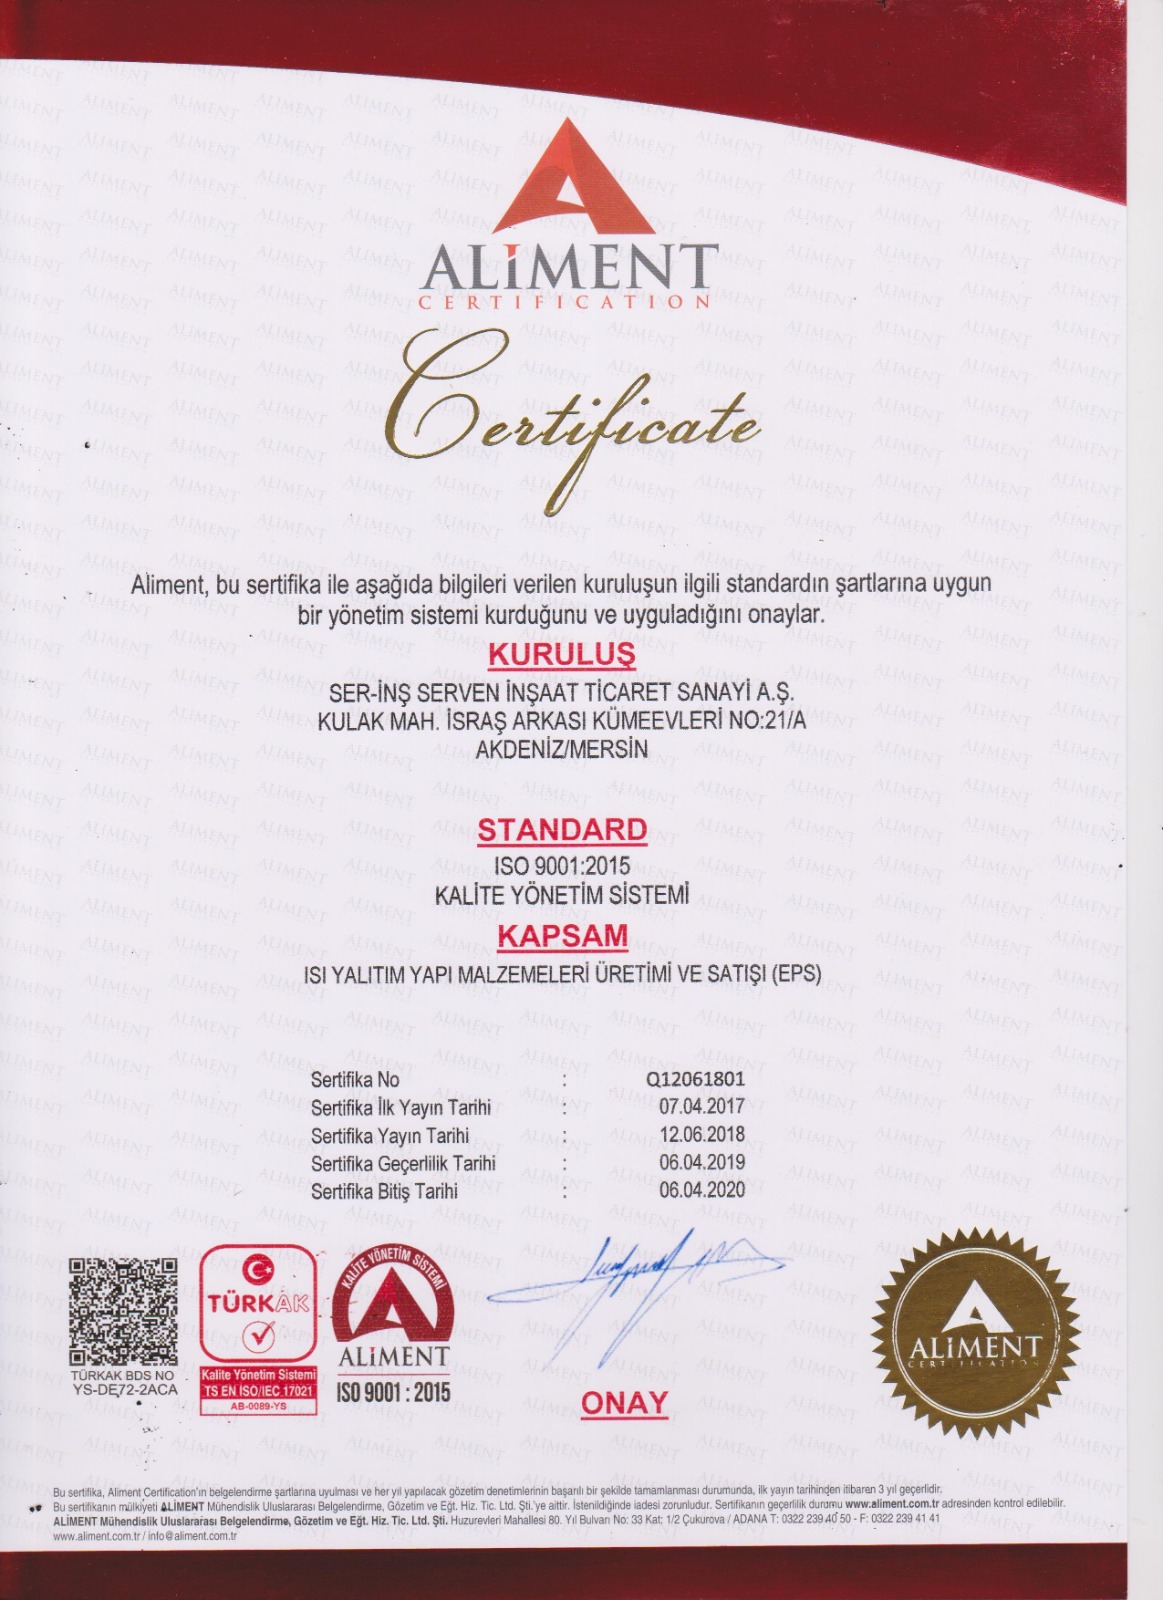 ALiMENT
CERTIFICATION
Certificate
Aliment, bu sertifika ile aşağıda bilgileri verilen kuruluşun ilgili standardın şartlarına uygun
bir yönetim sistemi kurduğunu ve uyguladığını onaylar.
KURULUŞ
SER-İNŞ SERVEN İNŞAAT TİCARET SANAYİ A.Ş.
KULAK MAH. İSRAŞ ARKASI KÜMEEVLERİ NO:21/A
AKDENİZ/MERSİN
STANDARD
ISO 9001:2015
KALİTE YÖNETİM SİSTEMİ
KAPSAM
ISI YALITIM YAPI MALZEMELERİ ÜRETİMİ VE SATIŞI (EPS)
Sertifika No : Q12061801
Sertifika İlk Yayın Tarihi : 07.04.2017
Sertifika Yayın Tarihi : 12.06.2018
Sertifika Geçerlilik Tarihi : 06.04.2019
Sertifika Bitiş Tarihi : 06.04.2020
TÜRKAK BDS NO
YS-DE72-2ACA
TÜRKAK
Kalite Yönetim Sistemi
TS EN ISO/IEC 17021
AB-0089-YS
KALİTE YÖNETİM SİSTEMİ
ALiMENT
ISO 9001 : 2015
ONAY
ALiMENT
CERTIFICATION
Bu sertifika, Aliment Certification'ın belgelendirme şartlarına uyulması ve her yıl yapılacak gözetim denetimlerinin başarılı bir şekilde tamamlanması durumunda, ilk yayın tarihinden itibaren 3 yıl geçerlidir.
Bu sertifikanın mülkiyeti ALİMENT Mühendislik Uluslararası Belgelendirme, Gözetim ve Eğt. Hiz. Tic. Ltd. Şti.'ye aittir. İstenildiğinde iadesi zorunludur. Sertifikanın geçerlilik durumu www.aliment.com.tr adresinden kontrol edilebilir.
ALİMENT Mühendislik Uluslararası Belgelendirme, Gözetim ve Eğt. Hiz. Tic. Ltd. Şti. Huzurevleri Mahallesi 80. Yıl Bulvarı No: 33 Kat: 1/2 Çukurova / ADANA T: 0322 239 40 50 - F: 0322 239 41 41
www.aliment.com.tr / info@aliment.com.tr